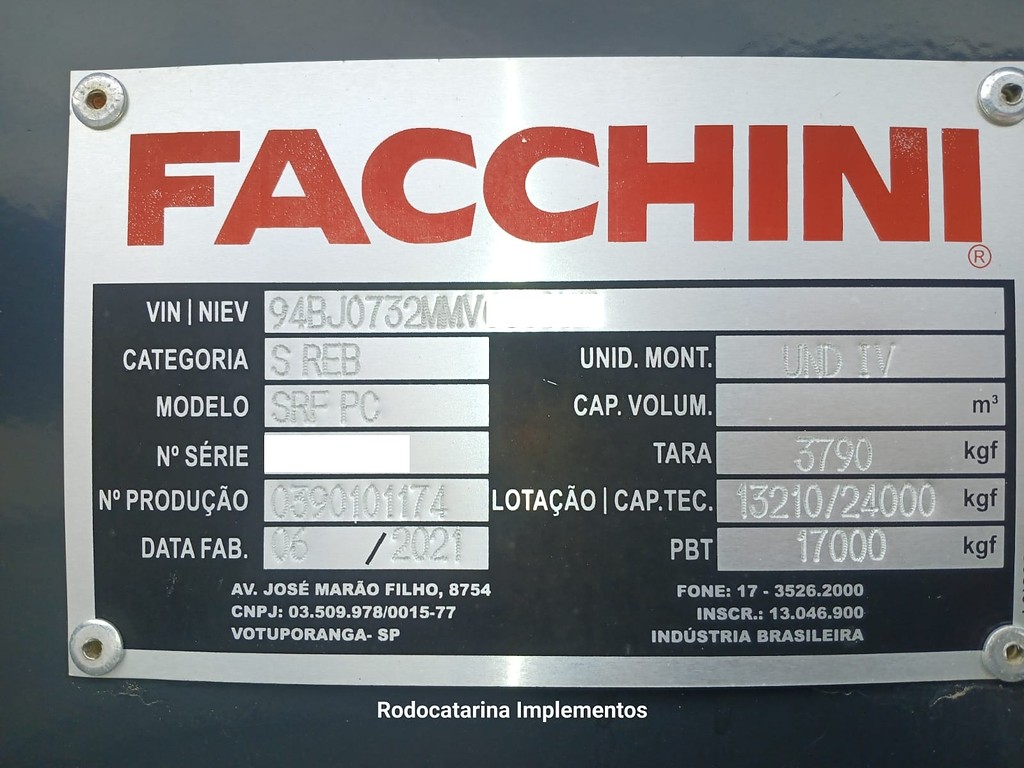 FACCHINI
®
VIN | NIEV 94BJ0732MMV
CATEGORIA S REB
UNID. MONT. UND IV
MODELO SRF PC
CAP. VOLUM. m³
Nº SÉRIE
TARA 3790 kgf
Nº PRODUÇÃO 0390101174
LOTAÇÃO | CAP.TEC. 13210/24000 kgf
DATA FAB. 06 / 2021
PBT 17000 kgf
AV. JOSÉ MARÃO FILHO, 8754
CNPJ: 03.509.978/0015-77
VOTUPORANGA- SP
FONE: 17 - 3526.2000
INSCR.: 13.046.900
INDÚSTRIA BRASILEIRA
Rodocatarina Implementos